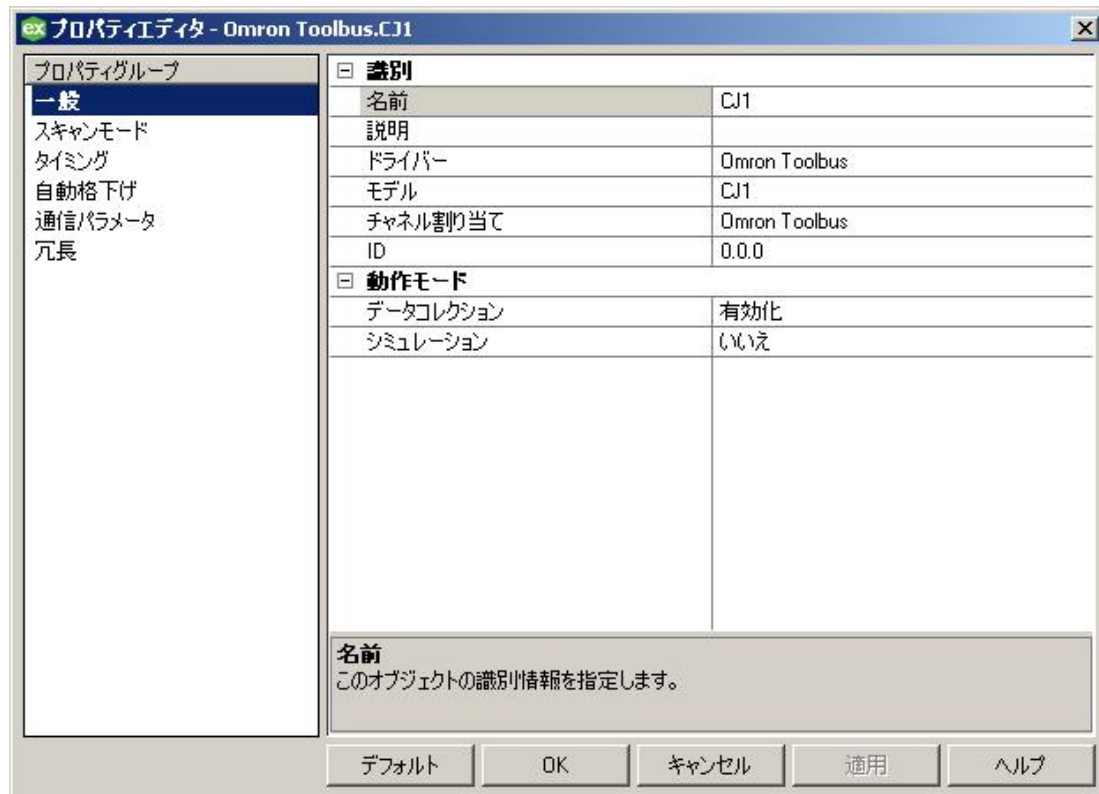 ex プロパティエディタ - Omron Toolbus.CJ1
プロパティグループ
一般
スキャンモード
タイミング
自動格下げ
通信パラメータ
冗長
識別
名前 CJ1
説明
ドライバー Omron Toolbus
モデル CJ1
チャネル割り当て Omron Toolbus
ID 0.0.0
動作モード
データコレクション 有効化
シミュレーション いいえ
名前
このオブジェクトの識別情報を指定します。
デフォルト OK キャンセル 適用 ヘルプ